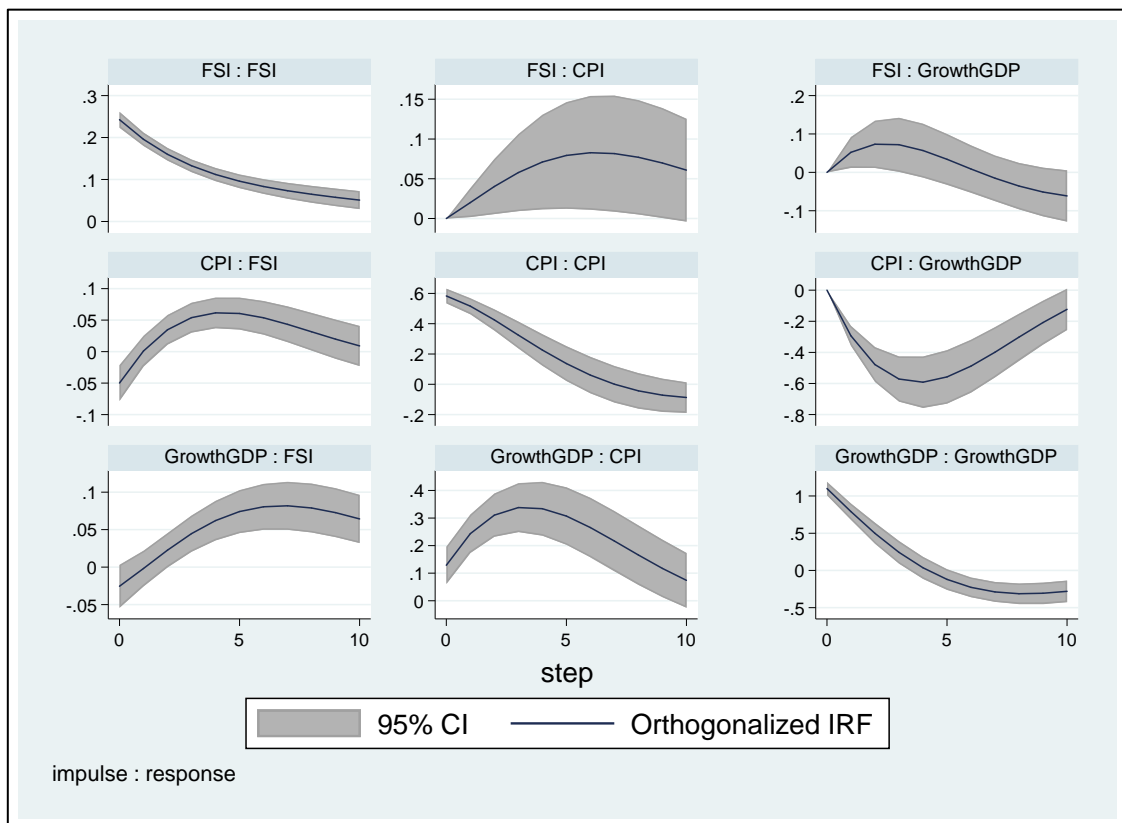 FSI : FSI
FSI : CPI
FSI : GrowthGDP
.3
.2
.1
0
.15
.1
.05
0
.2
.1
0
-.1
CPI : FSI
CPI : CPI
CPI : GrowthGDP
.1
.05
0
-.05
-.1
.6
.4
.2
0
-.2
0
-.2
-.4
-.6
-.8
GrowthGDP : FSI
GrowthGDP : CPI
GrowthGDP : GrowthGDP
.1
.05
0
-.05
.4
.3
.2
.1
0
1
.5
0
-.5
0 5 10
0 5 10
0 5 10
step
95% CI Orthogonalized IRF
impulse : response